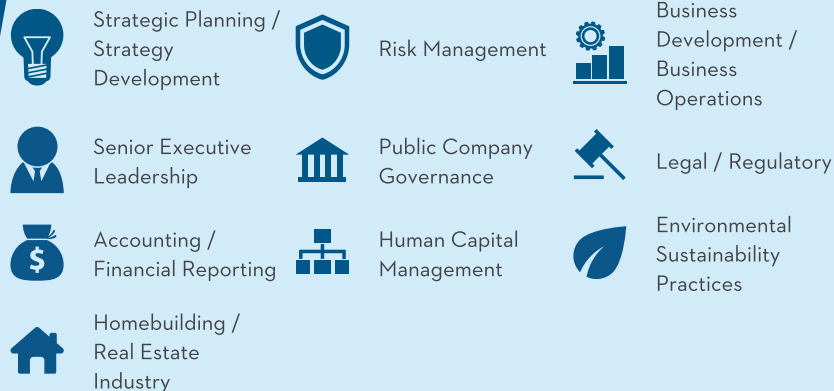 Strategic Planning /
Strategy
Development
Risk Management
Business
Development /
Business
Operations
Senior Executive
Leadership
Public Company
Governance
Legal / Regulatory
Accounting /
Financial Reporting
$
Human Capital
Management
Environmental
Sustainability
Practices
Homebuilding /
Real Estate
Industry